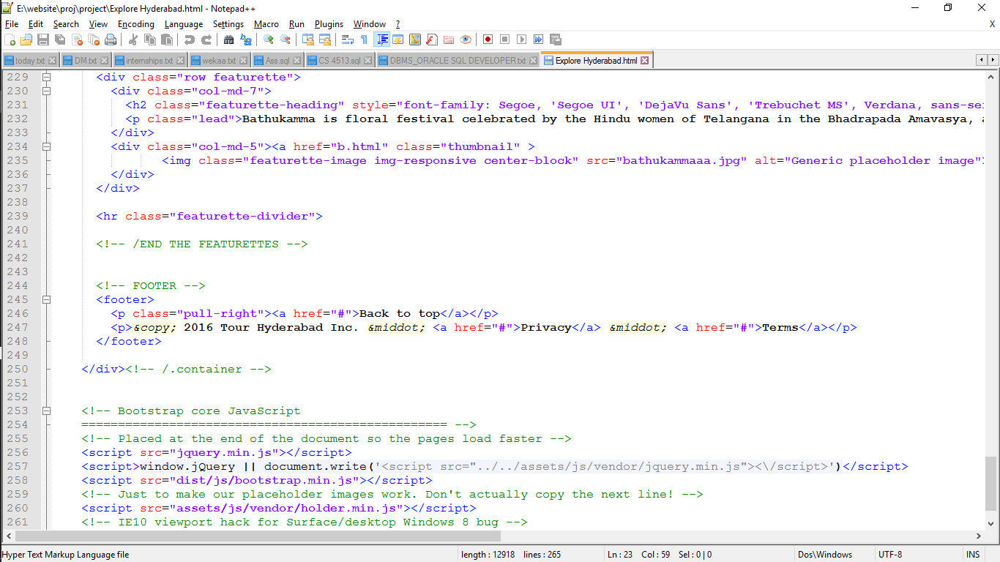 E:\website\proj\project\Explore Hyderabad.html - Notepad++
File Edit Search View Encoding Language Settings Macro Run Plugins Window ? X
today.txt DM.txt internships.txt wekaa.txt Ass.sql CS 4513.sql DBMS_ORACLE SQL DEVELOPER.txt Explore Hyderabad.html
229 <div class="row featurette">
230 <div class="col-md-7">
231 <h2 class="featurette-heading" style="font-family: Segoe, 'Segoe UI', 'DejaVu Sans', 'Trebuchet MS', Verdana, sans-se
232 <p class="lead">Bathukamma is floral festival celebrated by the Hindu women of Telangana in the Bhadrapada Amavasya,
233 </div>
234 <div class="col-md-5"><a href="b.html" class="thumbnail" >
235 <img class="featurette-image img-responsive center-block" src="bathukammaaa.jpg" alt="Generic placeholder image"
236 </div>
237 </div>
238
239 <hr class="featurette-divider">
240
241 <!-- /END THE FEATURETTES -->
242
243
244 <!-- FOOTER -->
245 <footer>
246 <p class="pull-right"><a href="#">Back to top</a></p>
247 <p>&copy; 2016 Tour Hyderabad Inc. &middot; <a href="#">Privacy</a> &middot; <a href="#">Terms</a></p>
248 </footer>
249
250 </div><!-- /.container -->
251
252
253 <!-- Bootstrap core JavaScript
254 ================================================== -->
255 <!-- Placed at the end of the document so the pages load faster -->
256 <script src="jquery.min.js"></script>
257 <script>window.jQuery || document.write('<script src="../../assets/js/vendor/jquery.min.js"><\/script>')</script>
258 <script src="dist/js/bootstrap.min.js"></script>
259 <!-- Just to make our placeholder images work. Don't actually copy the next line! -->
260 <script src="assets/js/vendor/holder.min.js"></script>
261 <!-- IE10 viewport hack for Surface/desktop Windows 8 bug -->
Hyper Text Markup Language file length : 12918 lines : 265 Ln : 23 Col : 59 Sel : 0 | 0 Dos\Windows UTF-8 INS